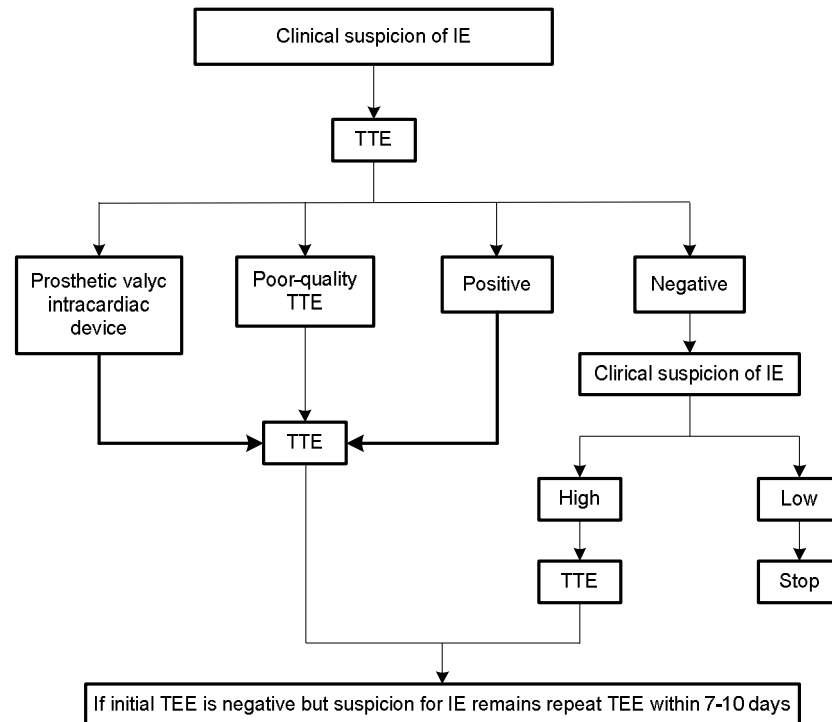 Clinical suspicion of IE
TTE
Prosthetic valyc
intracardiac
device
Poor-quality
TTE
Positive
Negative
Clirical suspicion of IE
TTE
High
Low
TTE
Stop
If initial TEE is negative but suspicion for IE remains repeat TEE within 7-10 days